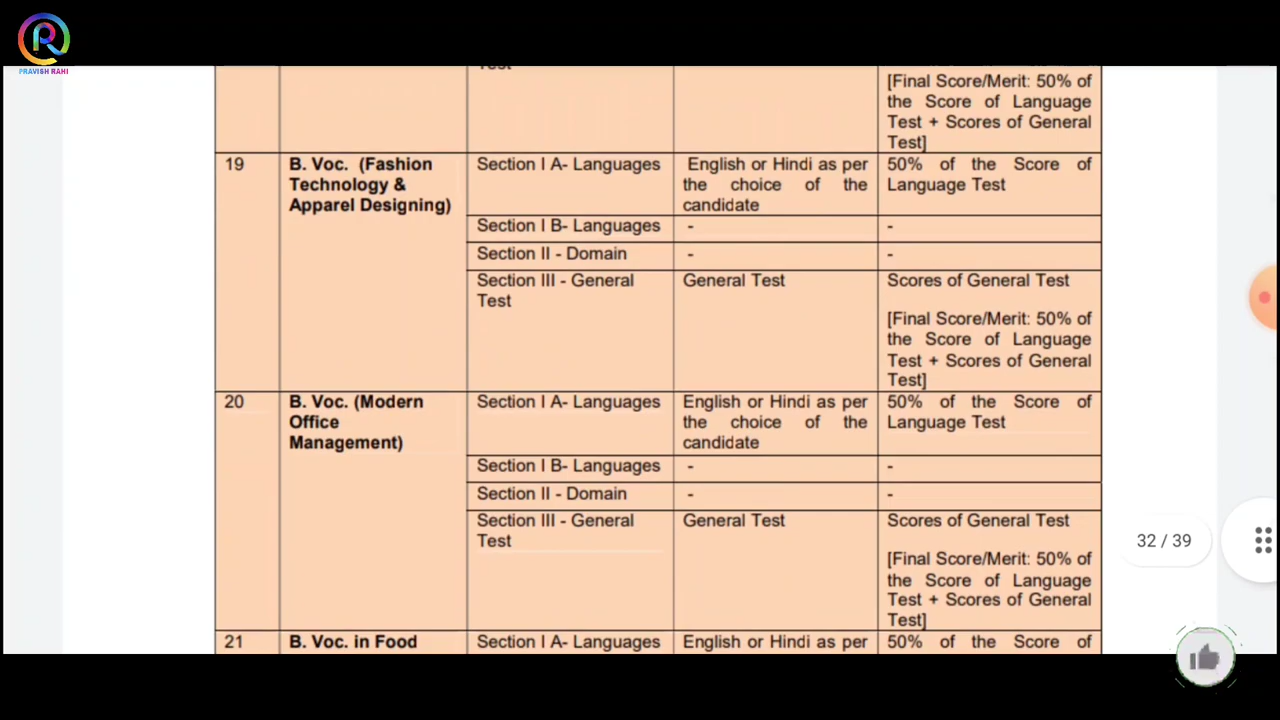 PRAVISH RAHI
Test
[Final Score/Merit: 50% of
the Score of Language
Test + Scores of General
Test]
19
B. Voc. (Fashion
Technology &
Apparel Designing)
Section I A- Languages
English or Hindi as per
the choice of the
candidate
50% of the Score of
Language Test
Section I B- Languages
-
-
Section II - Domain
-
-
Section III - General
Test
General Test
Scores of General Test
[Final Score/Merit: 50% of
the Score of Language
Test + Scores of General
Test]
20
B. Voc. (Modern
Office
Management)
Section I A- Languages
English or Hindi as per
the choice of the
candidate
50% of the Score of
Language Test
Section I B- Languages
-
-
Section II - Domain
-
-
Section III - General
Test
General Test
Scores of General Test
[Final Score/Merit: 50% of
the Score of Language
Test + Scores of General
Test]
32 / 39
21
B. Voc. in Food
Section I A- Languages
English or Hindi as per
50% of the Score of